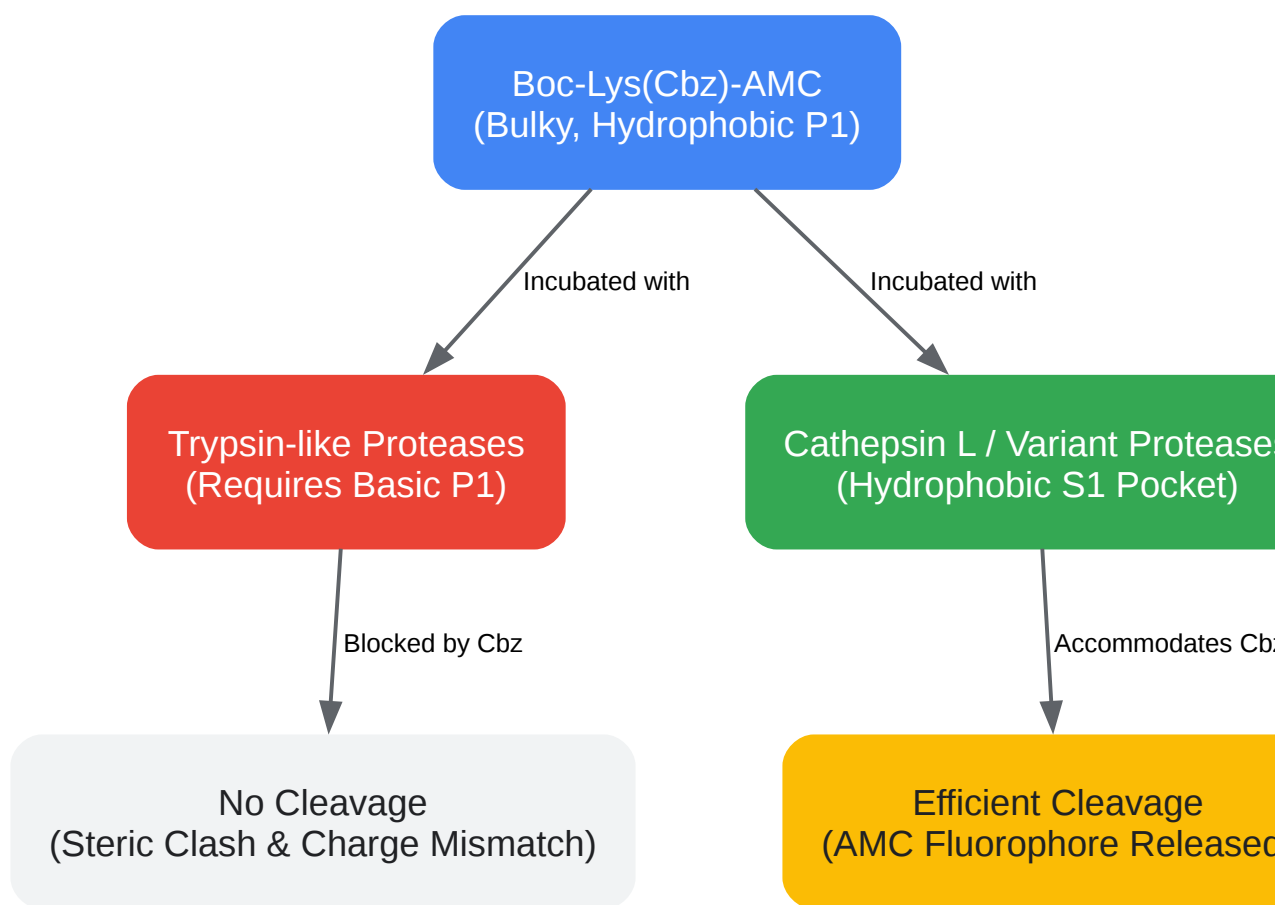 Boc-Lys(Cbz)-AMC
(Bulky, Hydrophobic P1)
Incubated with
Incubated with
Trypsin-like Proteases
(Requires Basic P1)
Cathepsin L / Variant Proteases
(Hydrophobic S1 Pocket)
Blocked by Cbz
Accommodates Cbz
No Cleavage
(Steric Clash & Charge Mismatch)
Efficient Cleavage
(AMC Fluorophore Released